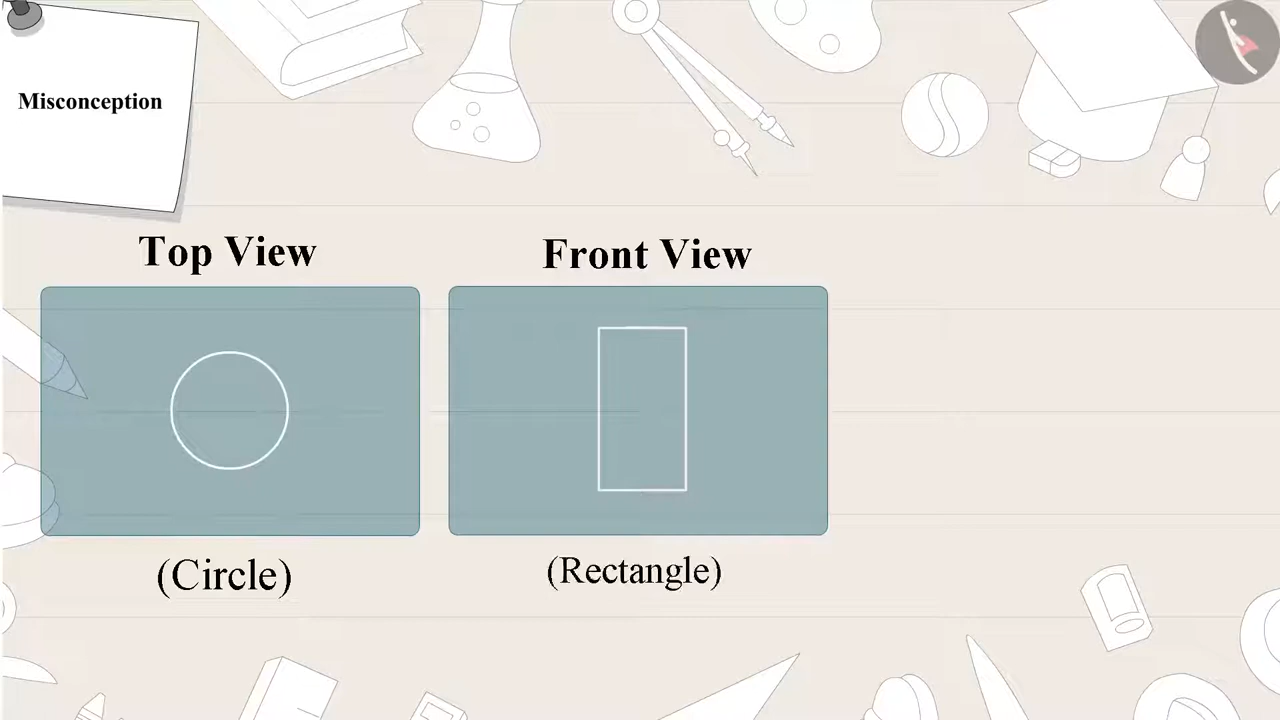 Misconception
Top View
Front View
(Circle)
(Rectangle)